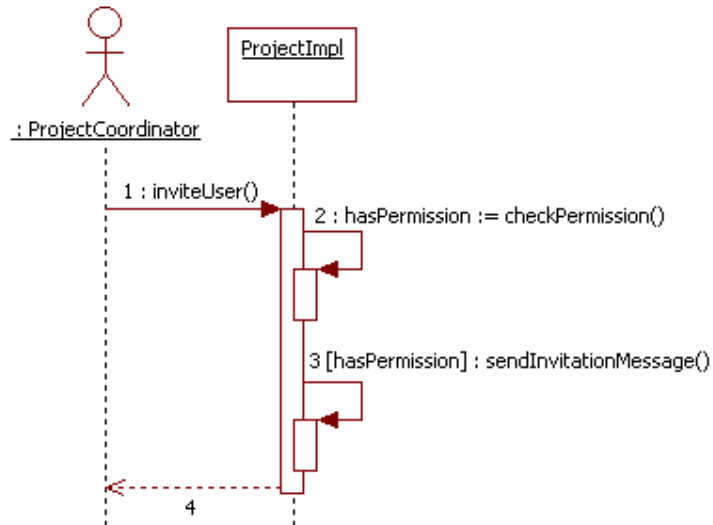 ProjectImpl
: ProjectCoordinator
1 : inviteUser()
2 : hasPermission := checkPermission()
3 [hasPermission] : sendInvitationMessage()
4